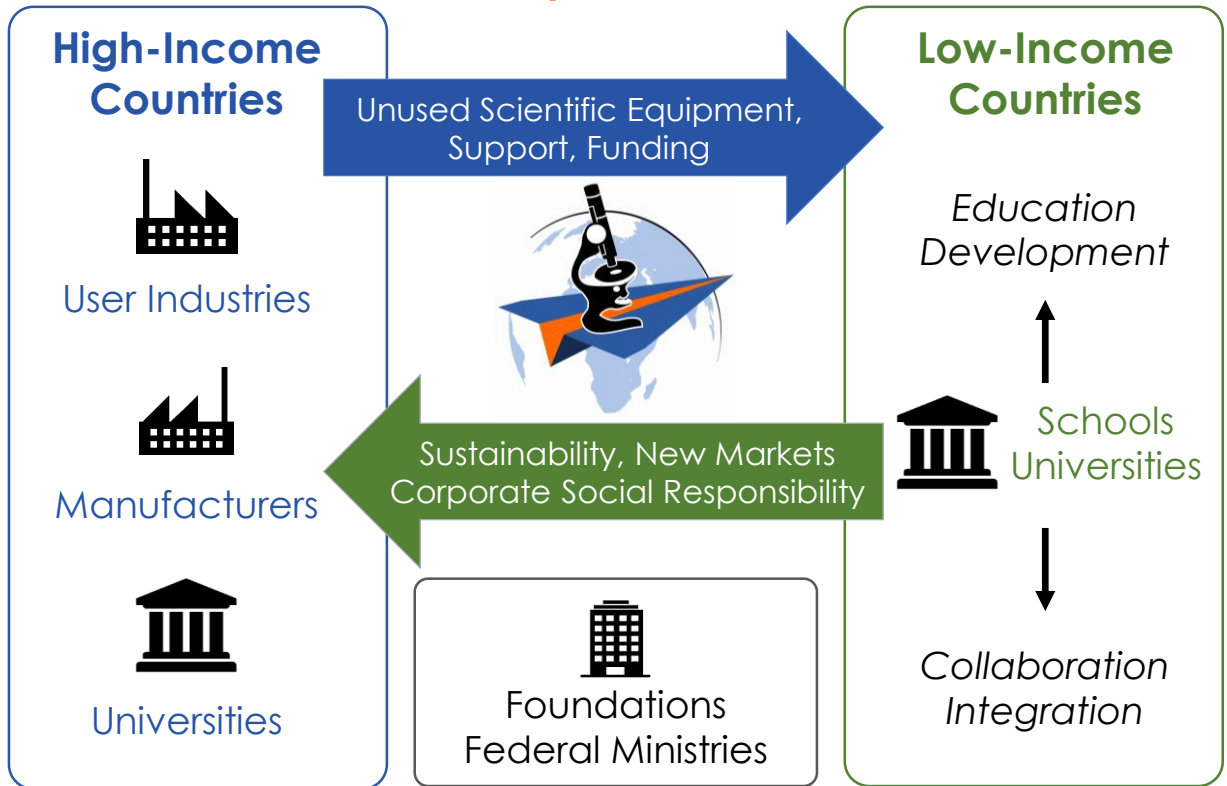 High-Income
Countries
User Industries
Manufacturers
Universities
Unused Scientific Equipment,
Support, Funding
Sustainability, New Markets
Corporate Social Responsibility
Foundations
Federal Ministries
Low-Income
Countries
Education
Development
Schools
Universities
Collaboration
Integration